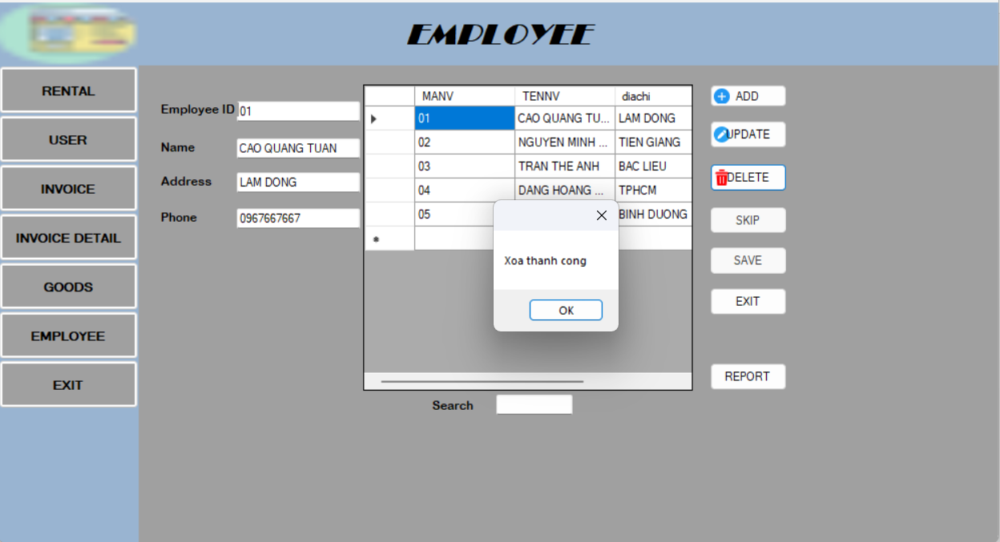 EMPLOYEE
RENTAL
USER
INVOICE
INVOICE DETAIL
GOODS
EMPLOYEE
EXIT
Employee ID 01
Name CAO QUANG TUAN
Address LAM DONG
Phone 0967667667
MANV TENNV diachi
01 CAO QUANG TU... LAM DONG
02 NGUYEN MINH ... TIEN GIANG
03 TRAN THE ANH BAC LIEU
04 DANG HOANG ... TPHCM
05 BINH DUONG
Xoa thanh cong
OK
Search
ADD
UPDATE
DELETE
SKIP
SAVE
EXIT
REPORT